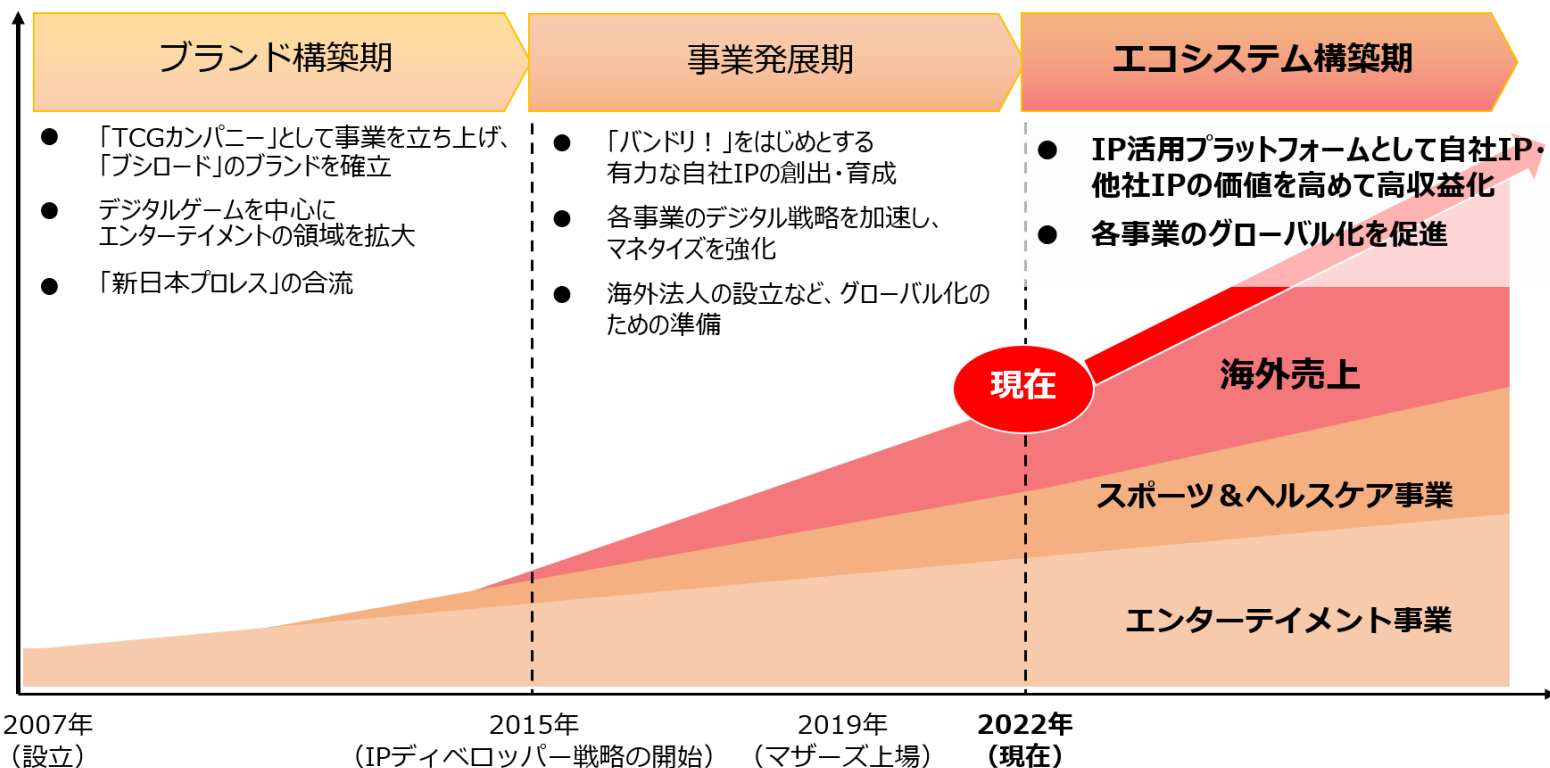 ブランド構築期
事業発展期
エコシステム構築期
● 「TCGカンパニー」として事業を立ち上げ、
「ブシロード」のブランドを確立
● デジタルゲームを中心に
エンターテイメントの領域を拡大
● 「新日本プロレス」の合流
● 「バンドリ！」をはじめとする
有力な自社IPの創出・育成
● 各事業のデジタル戦略を加速し、
マネタイズを強化
● 海外法人の設立など、グローバル化の
ための準備
● IP活用プラットフォームとして自社IP・
他社IPの価値を高めて高収益化
● 各事業のグローバル化を促進
現在
海外売上
スポーツ＆ヘルスケア事業
エンターテイメント事業
2007年
（設立）
2015年
（IPディベロッパー戦略の開始）
2019年
（マザーズ上場）
2022年
（現在）